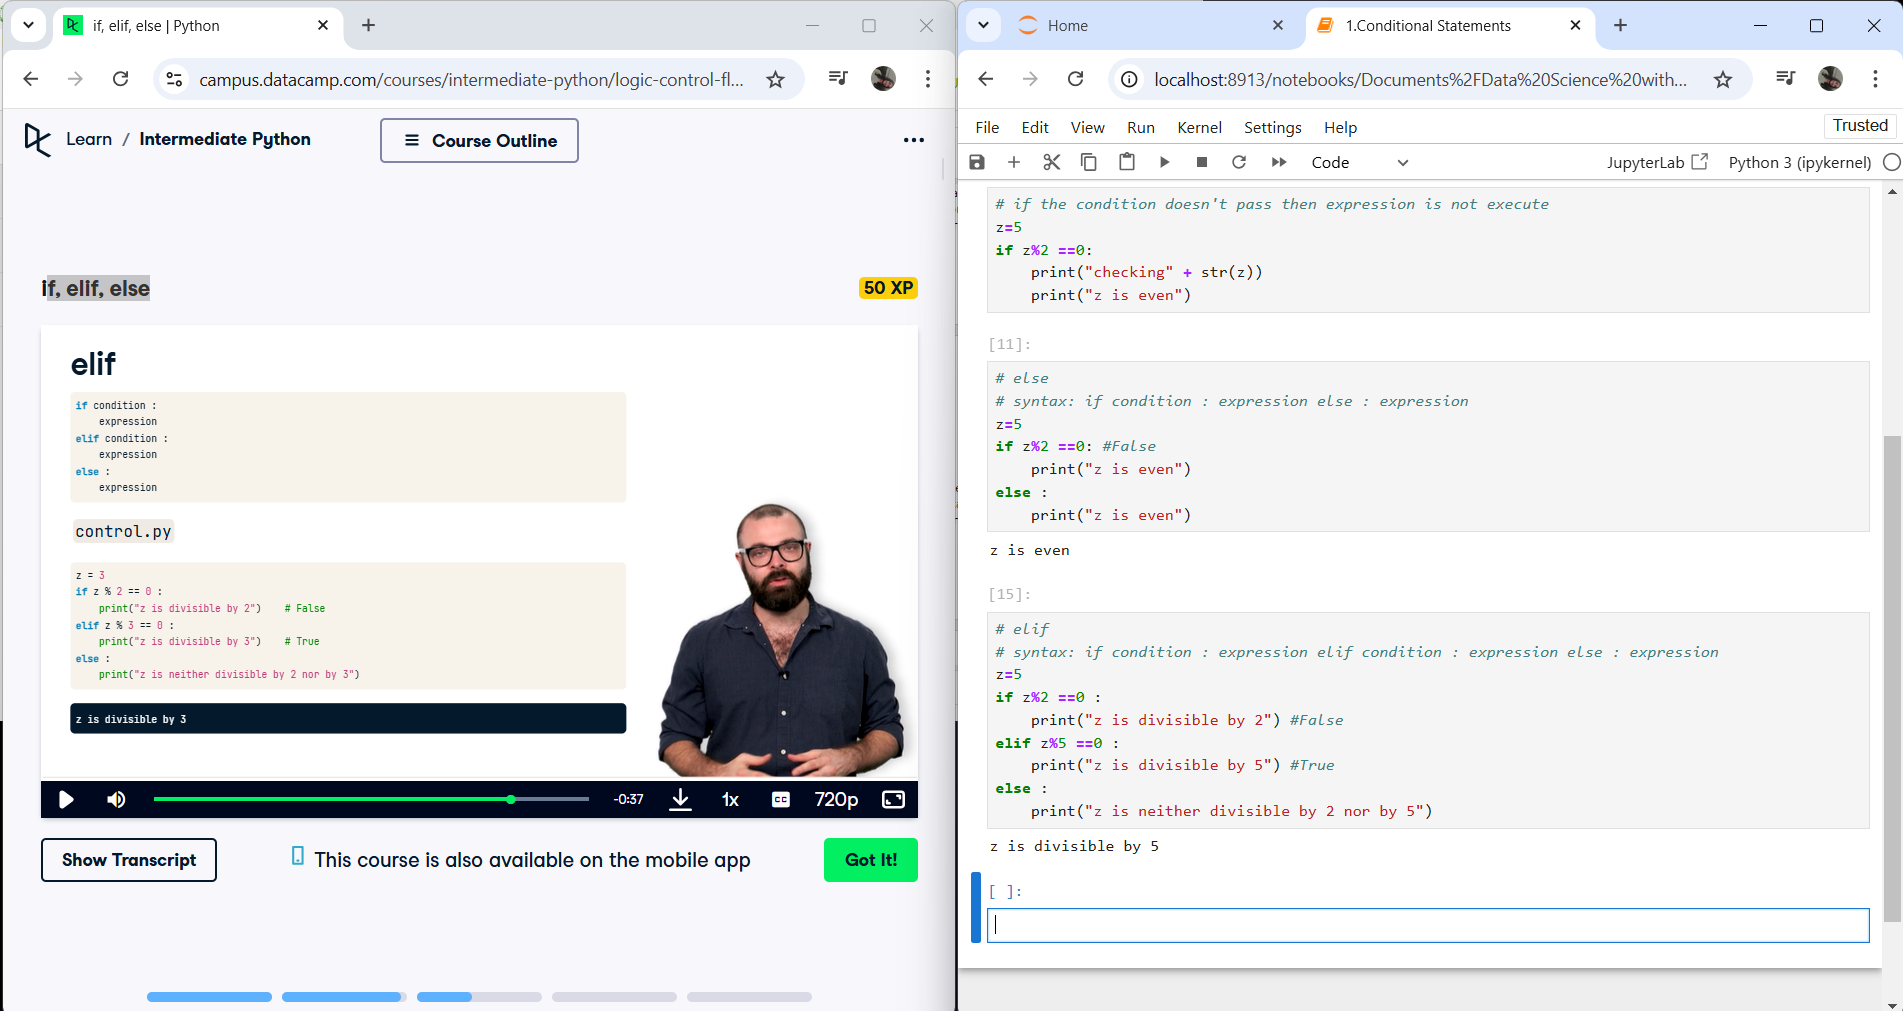 if, elif, else | Python
campus.datacamp.com/courses/intermediate-python/logic-control-fl...
Learn / Intermediate Python
Course Outline
if, elif, else
50 XP
elif
if condition :
    expression
elif condition :
    expression
else :
    expression
control.py
z = 3
if z % 2 == 0 :
    print("z is divisible by 2")    # False
elif z % 3 == 0 :
    print("z is divisible by 3")    # True
else :
    print("z is neither divisible by 2 nor by 3")
z is divisible by 3
-0:37
1x
CC
720p
Show Transcript
This course is also available on the mobile app
Got It!
Home
1.Conditional Statements
localhost:8913/notebooks/Documents%2FData%20Science%20with...
File Edit View Run Kernel Settings Help
Trusted
Code
JupyterLab
Python 3 (ipykernel)
# if the condition doesn't pass then expression is not execute
z=5
if z%2 ==0:
    print("checking" + str(z))
    print("z is even")
[11]:
# else
# syntax: if condition : expression else : expression
z=5
if z%2 ==0: #False
    print("z is even")
else :
    print("z is even")
z is even
[15]:
# elif
# syntax: if condition : expression elif condition : expression else : expression
z=5
if z%2 ==0 :
    print("z is divisible by 2") #False
elif z%5 ==0 :
    print("z is divisible by 5") #True
else :
    print("z is neither divisible by 2 nor by 5")
z is divisible by 5
[ ]: